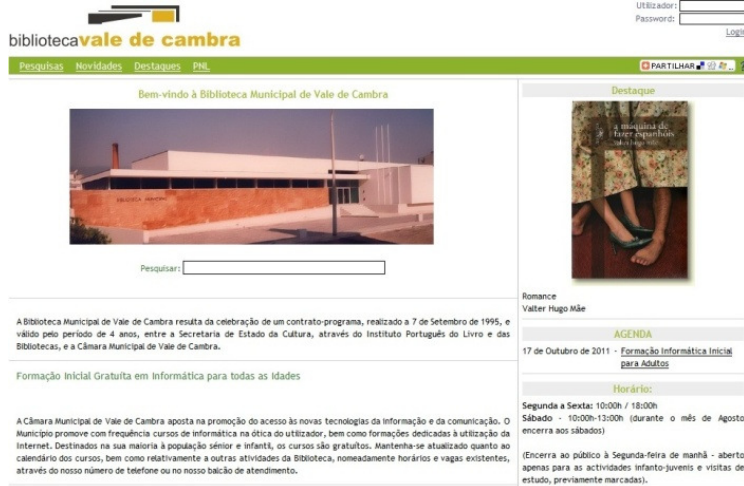 Utilizador:
Password:
Login
bibliotecavale de cambra
Pesquisas Novidades Destaques PNL
PARTILHAR
Bem-vindo à Biblioteca Municipal de Vale de Cambra
BIBLIOTECA MUNICIPAL
Pesquisar:
A Biblioteca Municipal de Vale de Cambra resulta da celebração de um contrato-programa, realizado a 7 de Setembro de 1995, e
válido pelo período de 4 anos, entre a Secretaria de Estado da Cultura, através do Instituto Português do Livro e das
Bibliotecas, e a Câmara Municipal de Vale de Cambra.
Formação Inicial Gratuíta em Informática para todas as Idades
A Câmara Municipal de Vale de Cambra aposta na promoção do acesso às novas tecnologias da informação e da comunicação. O
Município promove com frequência cursos de informática na ótica do utilizador, bem como formações dedicadas à utilização da
Internet. Destinados na sua maioria à população sénior e infantil, os cursos são gratuitos. Mantenha-se atualizado quanto ao
calendário dos cursos, bem como relativamente a outras atividades da Biblioteca, nomeadamente horários e vagas existentes,
através do nosso número de telefone ou no nosso balcão de atendimento.
Destaque
a máquina de
fazer espanhóis
valter hugo mãe
Romance
Valter Hugo Mãe
AGENDA
17 de Outubro de 2011 - Formação Informática Inicial
para Adultos
Horário:
Segunda a Sexta: 10:00h / 18:00h
Sábado - 10:00h-13:00h (durante o mês de Agosto
encerra aos sábados)
(Encerra ao público à Segunda-feira de manhã - aberto
apenas para as actividades infanto-juvenis e visitas de
estudo, previamente marcadas).